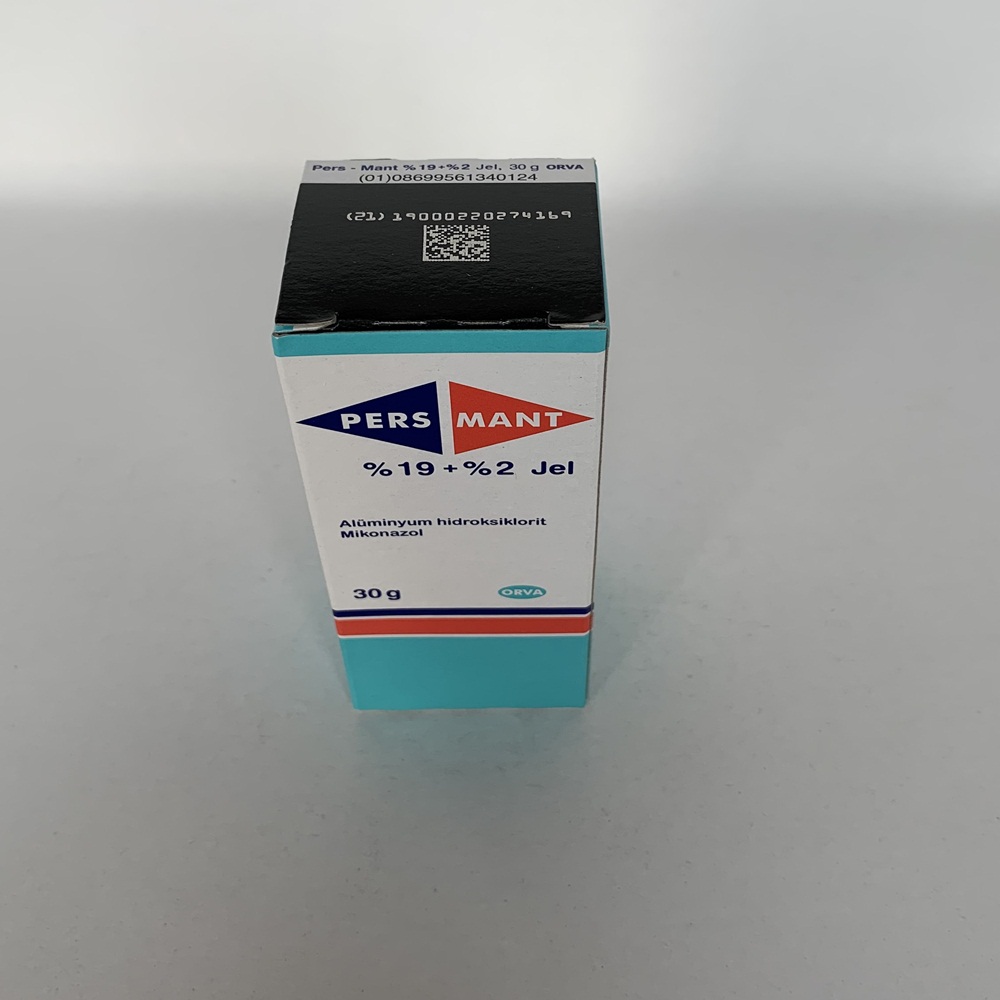 Pers - Mant %19+%2 Jel, 30 g ORVA
(01)08699561340124
(21) 19000220274169
PERS MANT
%19+%2 Jel
Alüminyum hidroksiklorit
Mikonazol
30 g ORVA